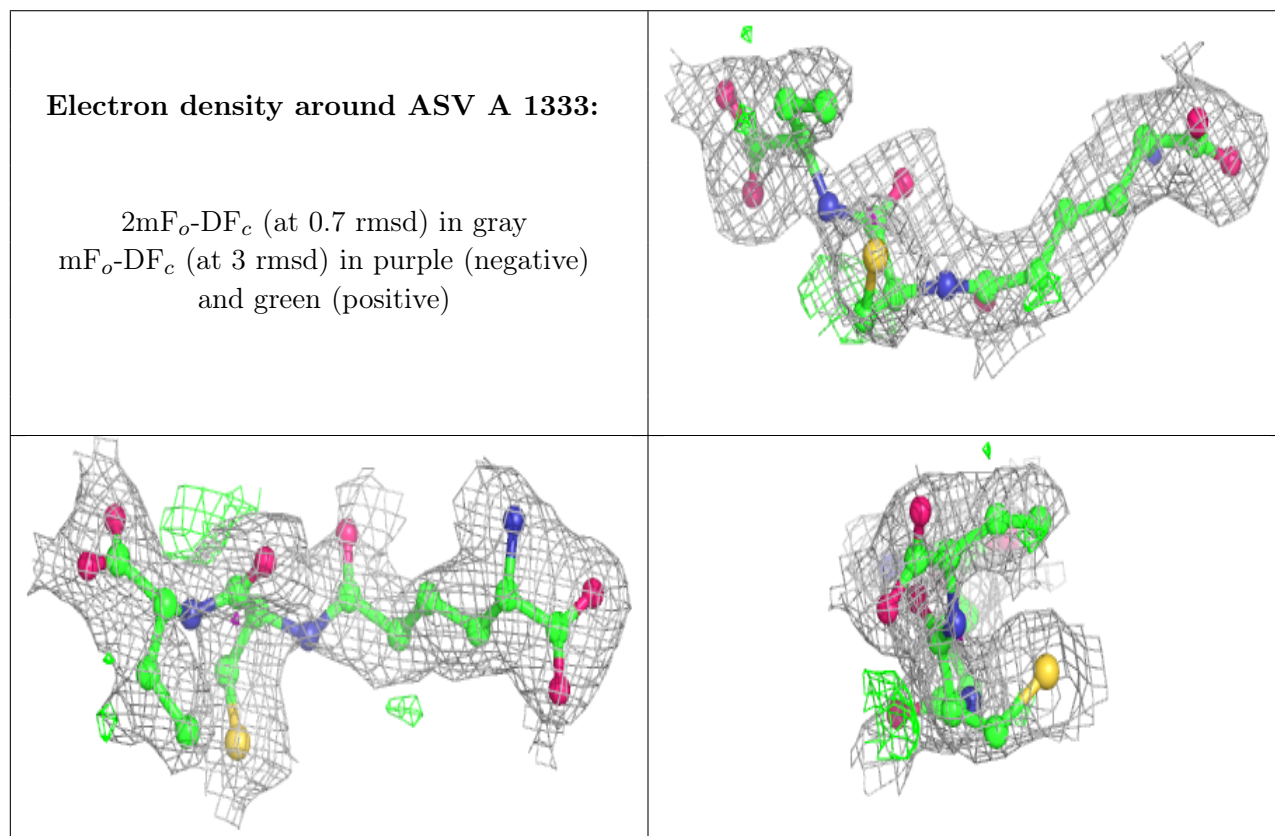 Electron density around ASV A 1333:
2mFo-DFc (at 0.7 rmsd) in gray
mFo-DFc (at 3 rmsd) in purple (negative)
and green (positive)